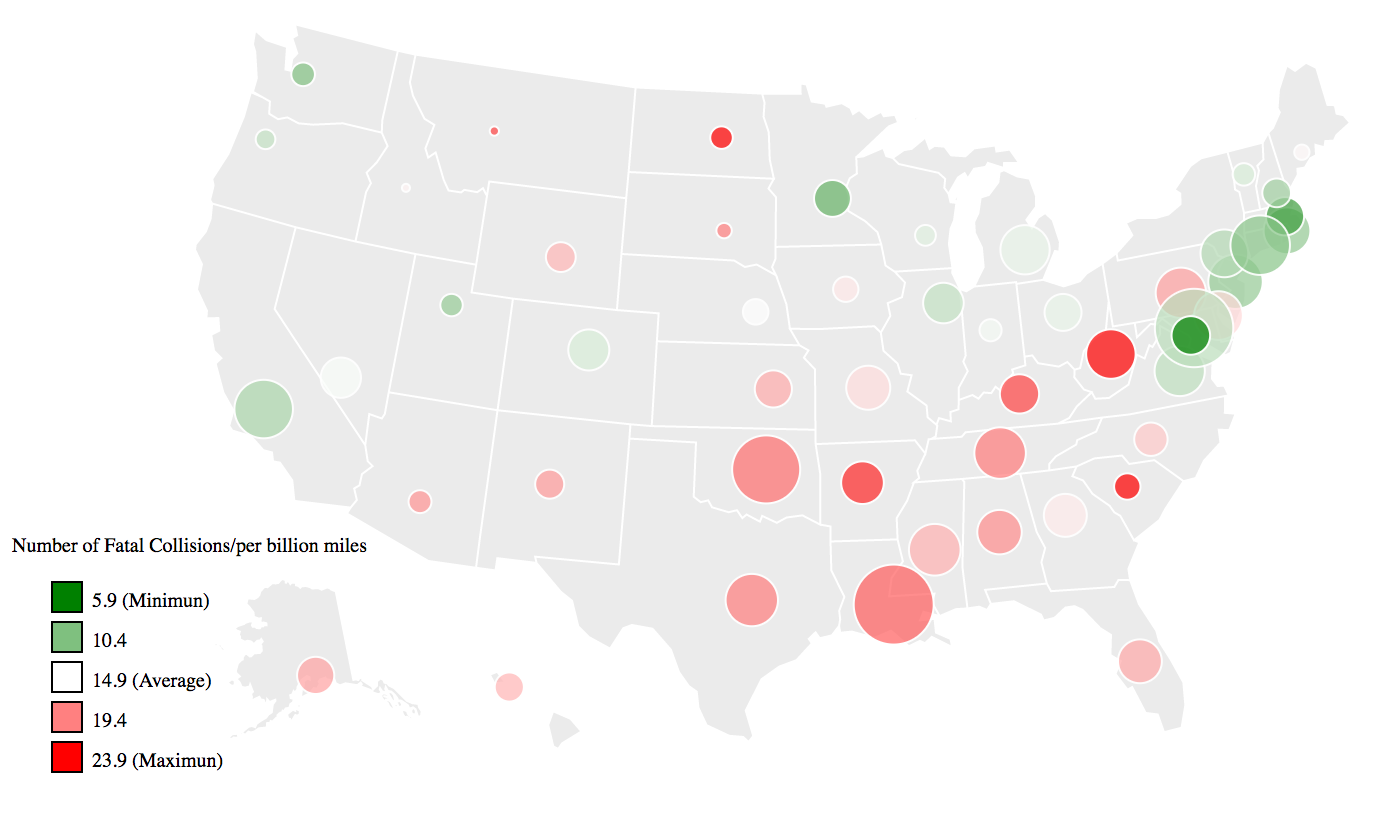 Number of Fatal Collisions/per billion miles
5.9 (Minimun)
10.4
14.9 (Average)
19.4
23.9 (Maximun)